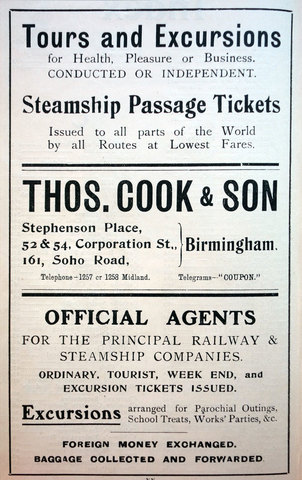 Tours and Excursions
for Health, Pleasure or Business.
CONDUCTED OR INDEPENDENT.
Steamship Passage Tickets
Issued to all parts of the World
by all Routes at Lowest Fares.
THOS. COOK & SON
Stephenson Place,
52 & 54, Corporation St.,
161, Soho Road,
Birmingham.
Telephone—1257 or 1258 Midland. Telegrams—"COUPON."
OFFICIAL AGENTS
FOR THE PRINCIPAL RAILWAY &
STEAMSHIP COMPANIES.
ORDINARY, TOURIST, WEEK END, and
EXCURSION TICKETS ISSUED.
Excursions arranged for Parochial Outings,
School Treats, Works' Parties, &c.
FOREIGN MONEY EXCHANGED.
BAGGAGE COLLECTED AND FORWARDED